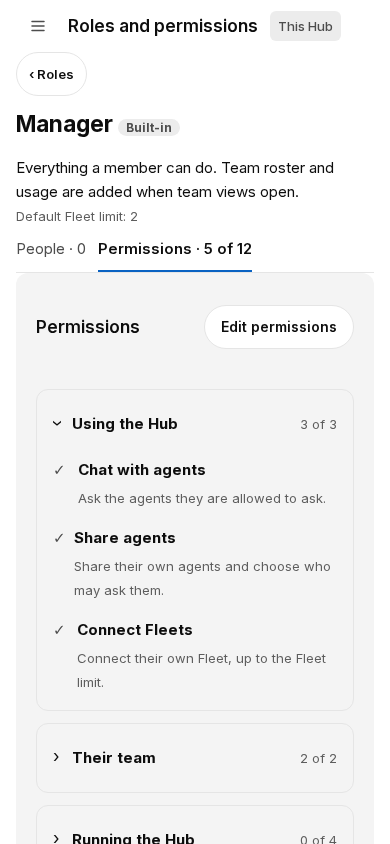 Roles and permissions
This Hub
‹ Roles
Manager
Built-in
Everything a member can do. Team roster and
usage are added when team views open.
Default Fleet limit: 2
People · 0
Permissions · 5 of 12
Permissions
Edit permissions
Using the Hub
3 of 3
✓ Chat with agents
Ask the agents they are allowed to ask.
✓ Share agents
Share their own agents and choose who
may ask them.
✓ Connect Fleets
Connect their own Fleet, up to the Fleet
limit.
› Their team
2 of 2
› Running the Hub
0 of 4